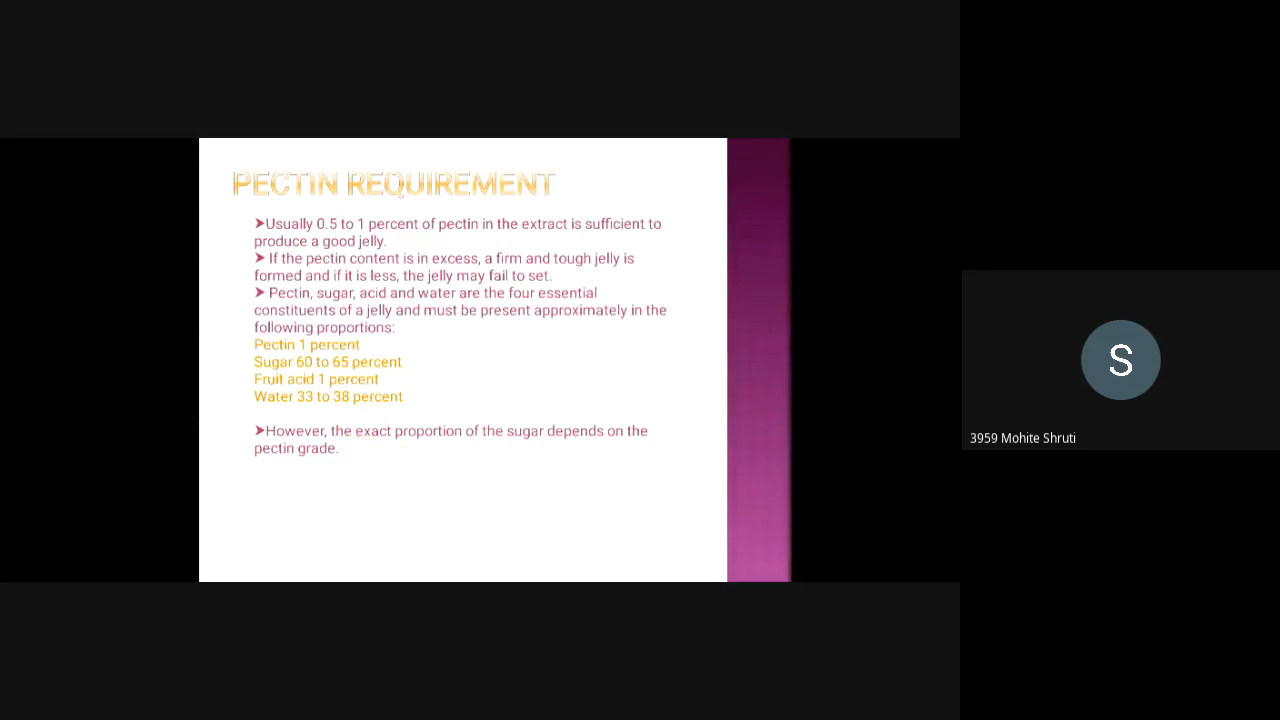 PECTIN REQUIREMENT
➤Usually 0.5 to 1 percent of pectin in the extract is sufficient to
produce a good jelly.
➤ If the pectin content is in excess, a firm and tough jelly is
formed and if it is less, the jelly may fail to set.
➤ Pectin, sugar, acid and water are the four essential
constituents of a jelly and must be present approximately in the
following proportions:
Pectin 1 percent
Sugar 60 to 65 percent
Fruit acid 1 percent
Water 33 to 38 percent
➤However, the exact proportion of the sugar depends on the
pectin grade.
S
3959 Mohite Shruti